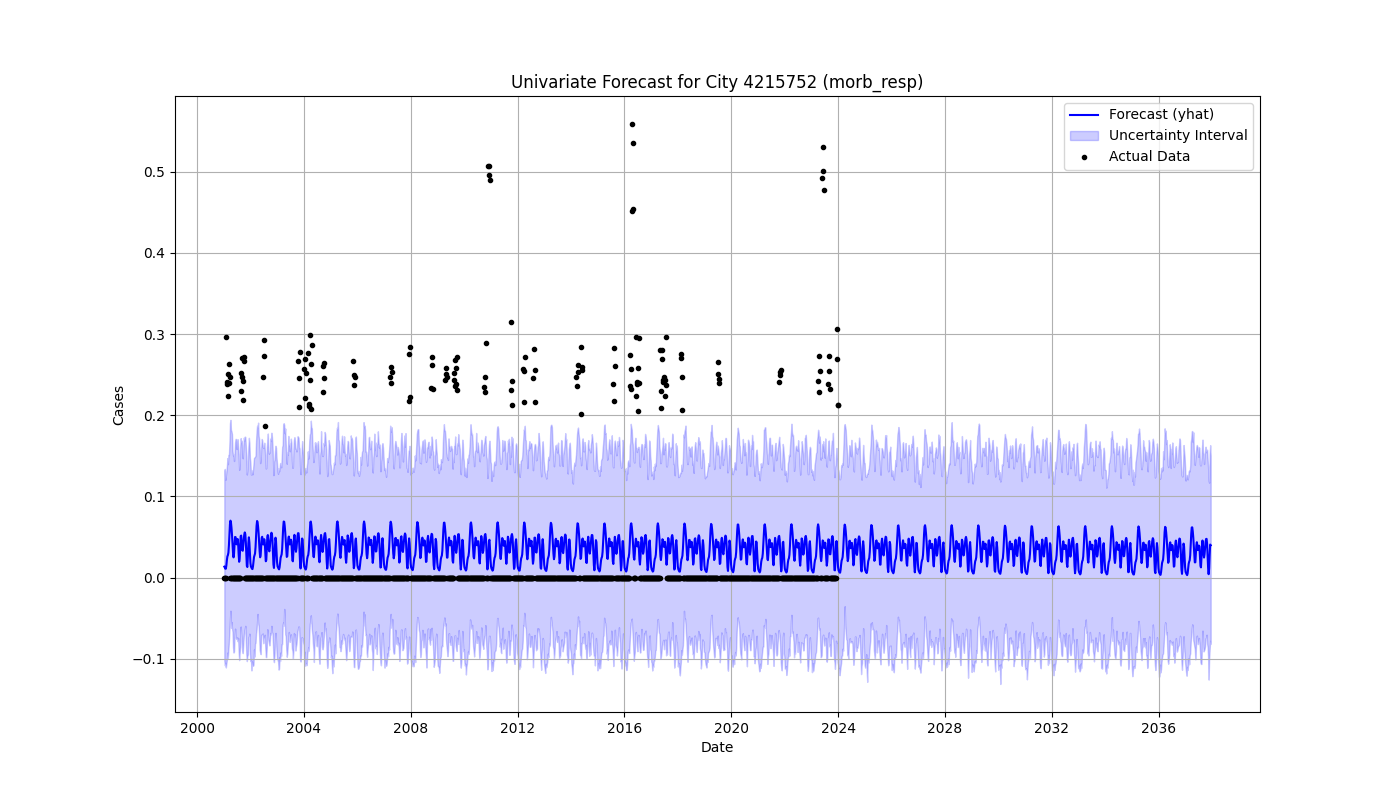 Univariate Forecast for City 4215752 (morb_resp)
Forecast (yhat)
Uncertainty Interval
Actual Data
Cases
0.5
0.4
0.3
0.2
0.1
0.0
−0.1
2000 2004 2008 2012 2016 2020 2024 2028 2032 2036
Date